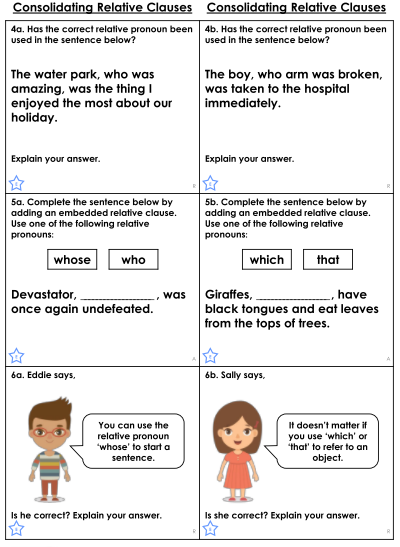 Consolidating Relative Clauses
4a. Has the correct relative pronoun been
used in the sentence below?
The water park, who was
amazing, was the thing I
enjoyed the most about our
holiday.
Explain your answer.
R
Consolidating Relative Clauses
4b. Has the correct relative pronoun been
used in the sentence below?
The boy, who arm was broken,
was taken to the hospital
immediately.
Explain your answer.
R
5a. Complete the sentence below by
adding an embedded relative clause.
Use one of the following relative
pronouns:
whose who
Devastator, ________________ , was
once again undefeated.
A
5b. Complete the sentence below by
adding an embedded relative clause.
Use one of the following relative
pronouns:
which that
Giraffes, ________________ , have
black tongues and eat leaves
from the tops of trees.
A
6a. Eddie says,
You can use the
relative pronoun
‘whose’ to start a
sentence.
Is he correct? Explain your answer.
R
6b. Sally says,
It doesn’t matter if
you use ‘which’ or
‘that’ to refer to an
object.
Is she correct? Explain your answer.
R